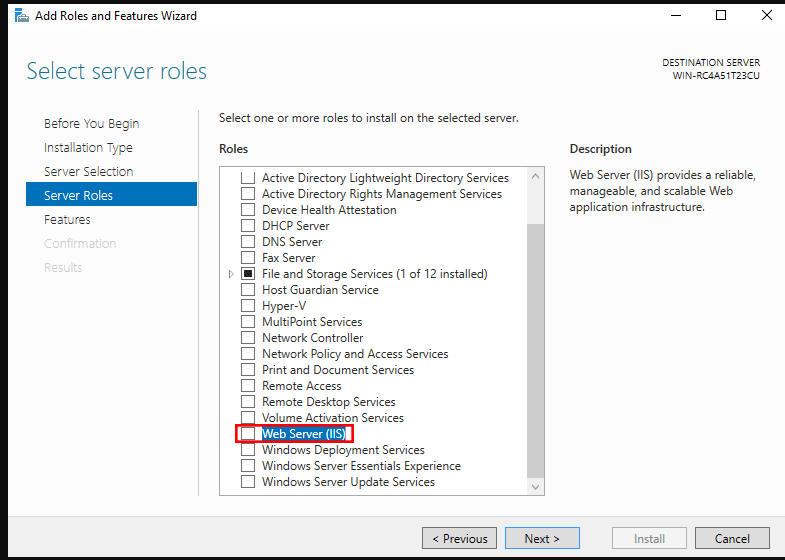 Add Roles and Features Wizard
Select server roles
DESTINATION SERVER
WIN-RC4A51T23CU
Before You Begin
Installation Type
Server Selection
Server Roles
Features
Confirmation
Results
Select one or more roles to install on the selected server.
Roles
Active Directory Lightweight Directory Services
Active Directory Rights Management Services
Device Health Attestation
DHCP Server
DNS Server
Fax Server
File and Storage Services (1 of 12 installed)
Host Guardian Service
Hyper-V
MultiPoint Services
Network Controller
Network Policy and Access Services
Print and Document Services
Remote Access
Remote Desktop Services
Volume Activation Services
Web Server (IIS)
Windows Deployment Services
Windows Server Essentials Experience
Windows Server Update Services
Description
Web Server (IIS) provides a reliable,
manageable, and scalable Web
application infrastructure.
< Previous
Next >
Install
Cancel